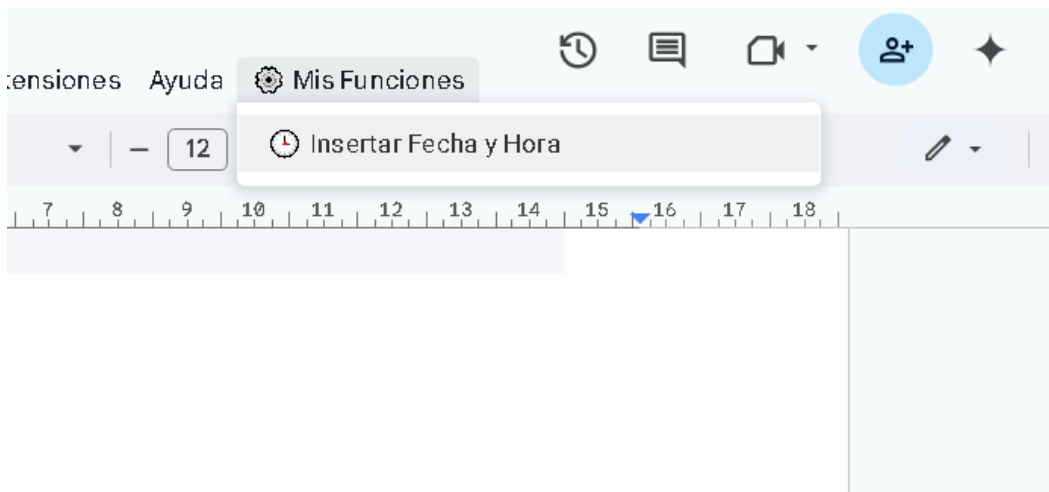 tensiones Ayuda Mis Funciones
12 Insertar Fecha y Hora
7 8 9 10 11 12 13 14 15 16 17 18